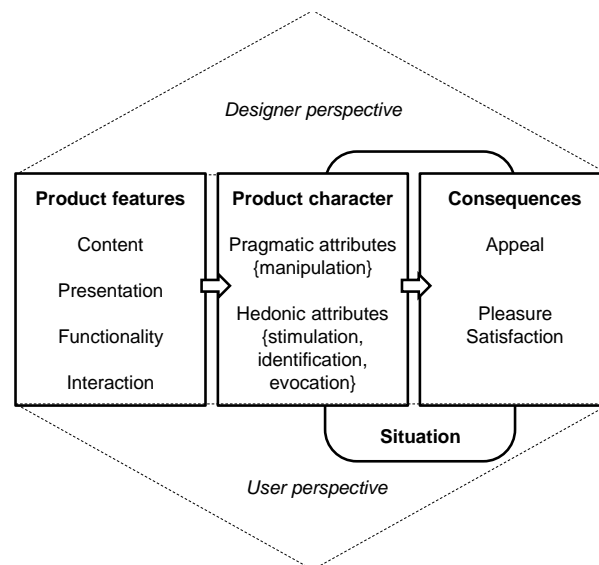 Designer perspective
Product features
Content
Presentation
Functionality
Interaction
Product character
Pragmatic attributes
{manipulation}
Hedonic attributes
{stimulation,
identification,
evocation}
Consequences
Appeal
Pleasure
Satisfaction
Situation
User perspective